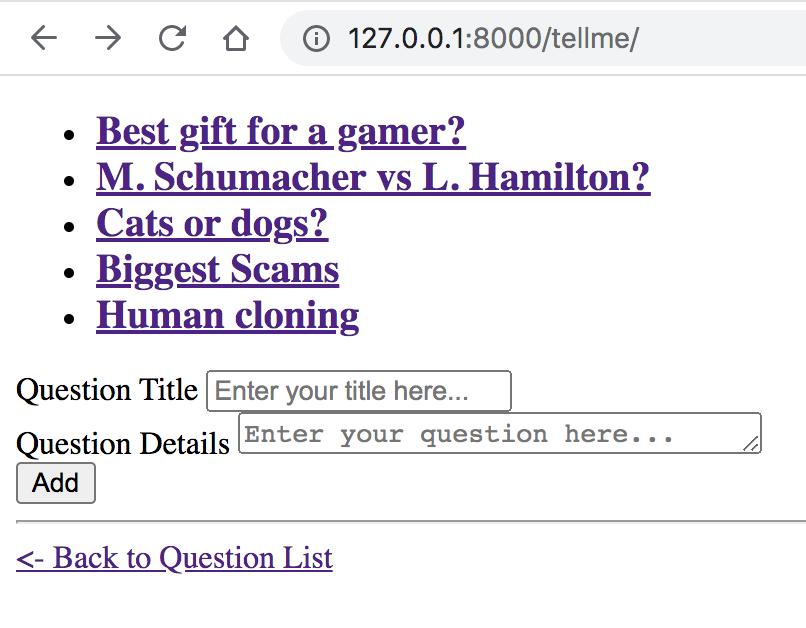 127.0.0.1:8000/tellme/
Best gift for a gamer?
M. Schumacher vs L. Hamilton?
Cats or dogs?
Biggest Scams
Human cloning
Question Title Enter your title here...
Question Details Enter your question here...
Add
<- Back to Question List